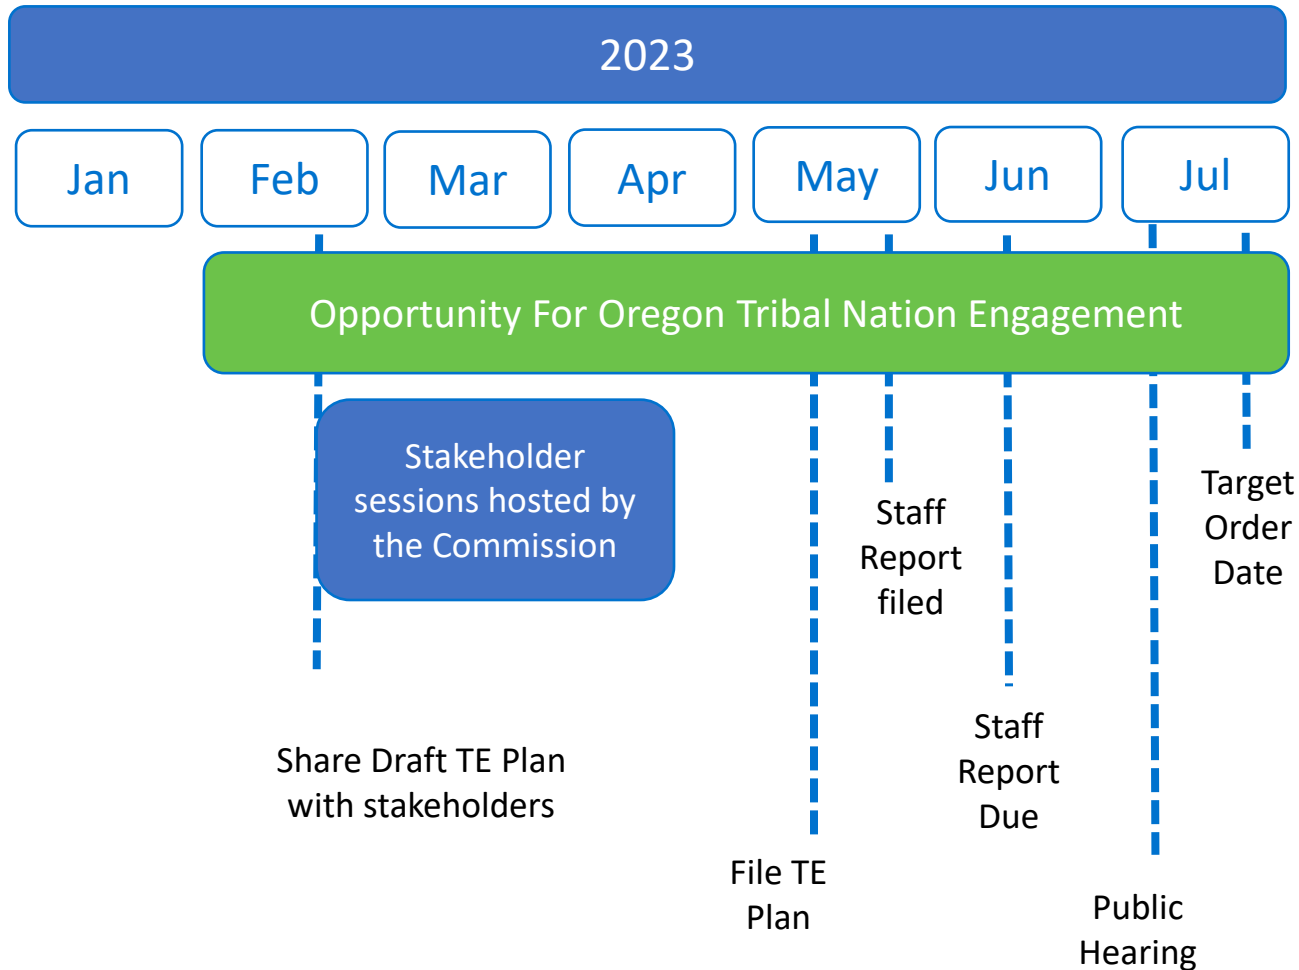 2023
Jan
Feb
Mar
Apr
May
Jun
Jul
Opportunity For Oregon Tribal Nation Engagement
Stakeholder
sessions hosted by
the Commission
Share Draft TE Plan
with stakeholders
File TE
Plan
Staff
Report
filed
Staff
Report
Due
Public
Hearing
Target
Order
Date